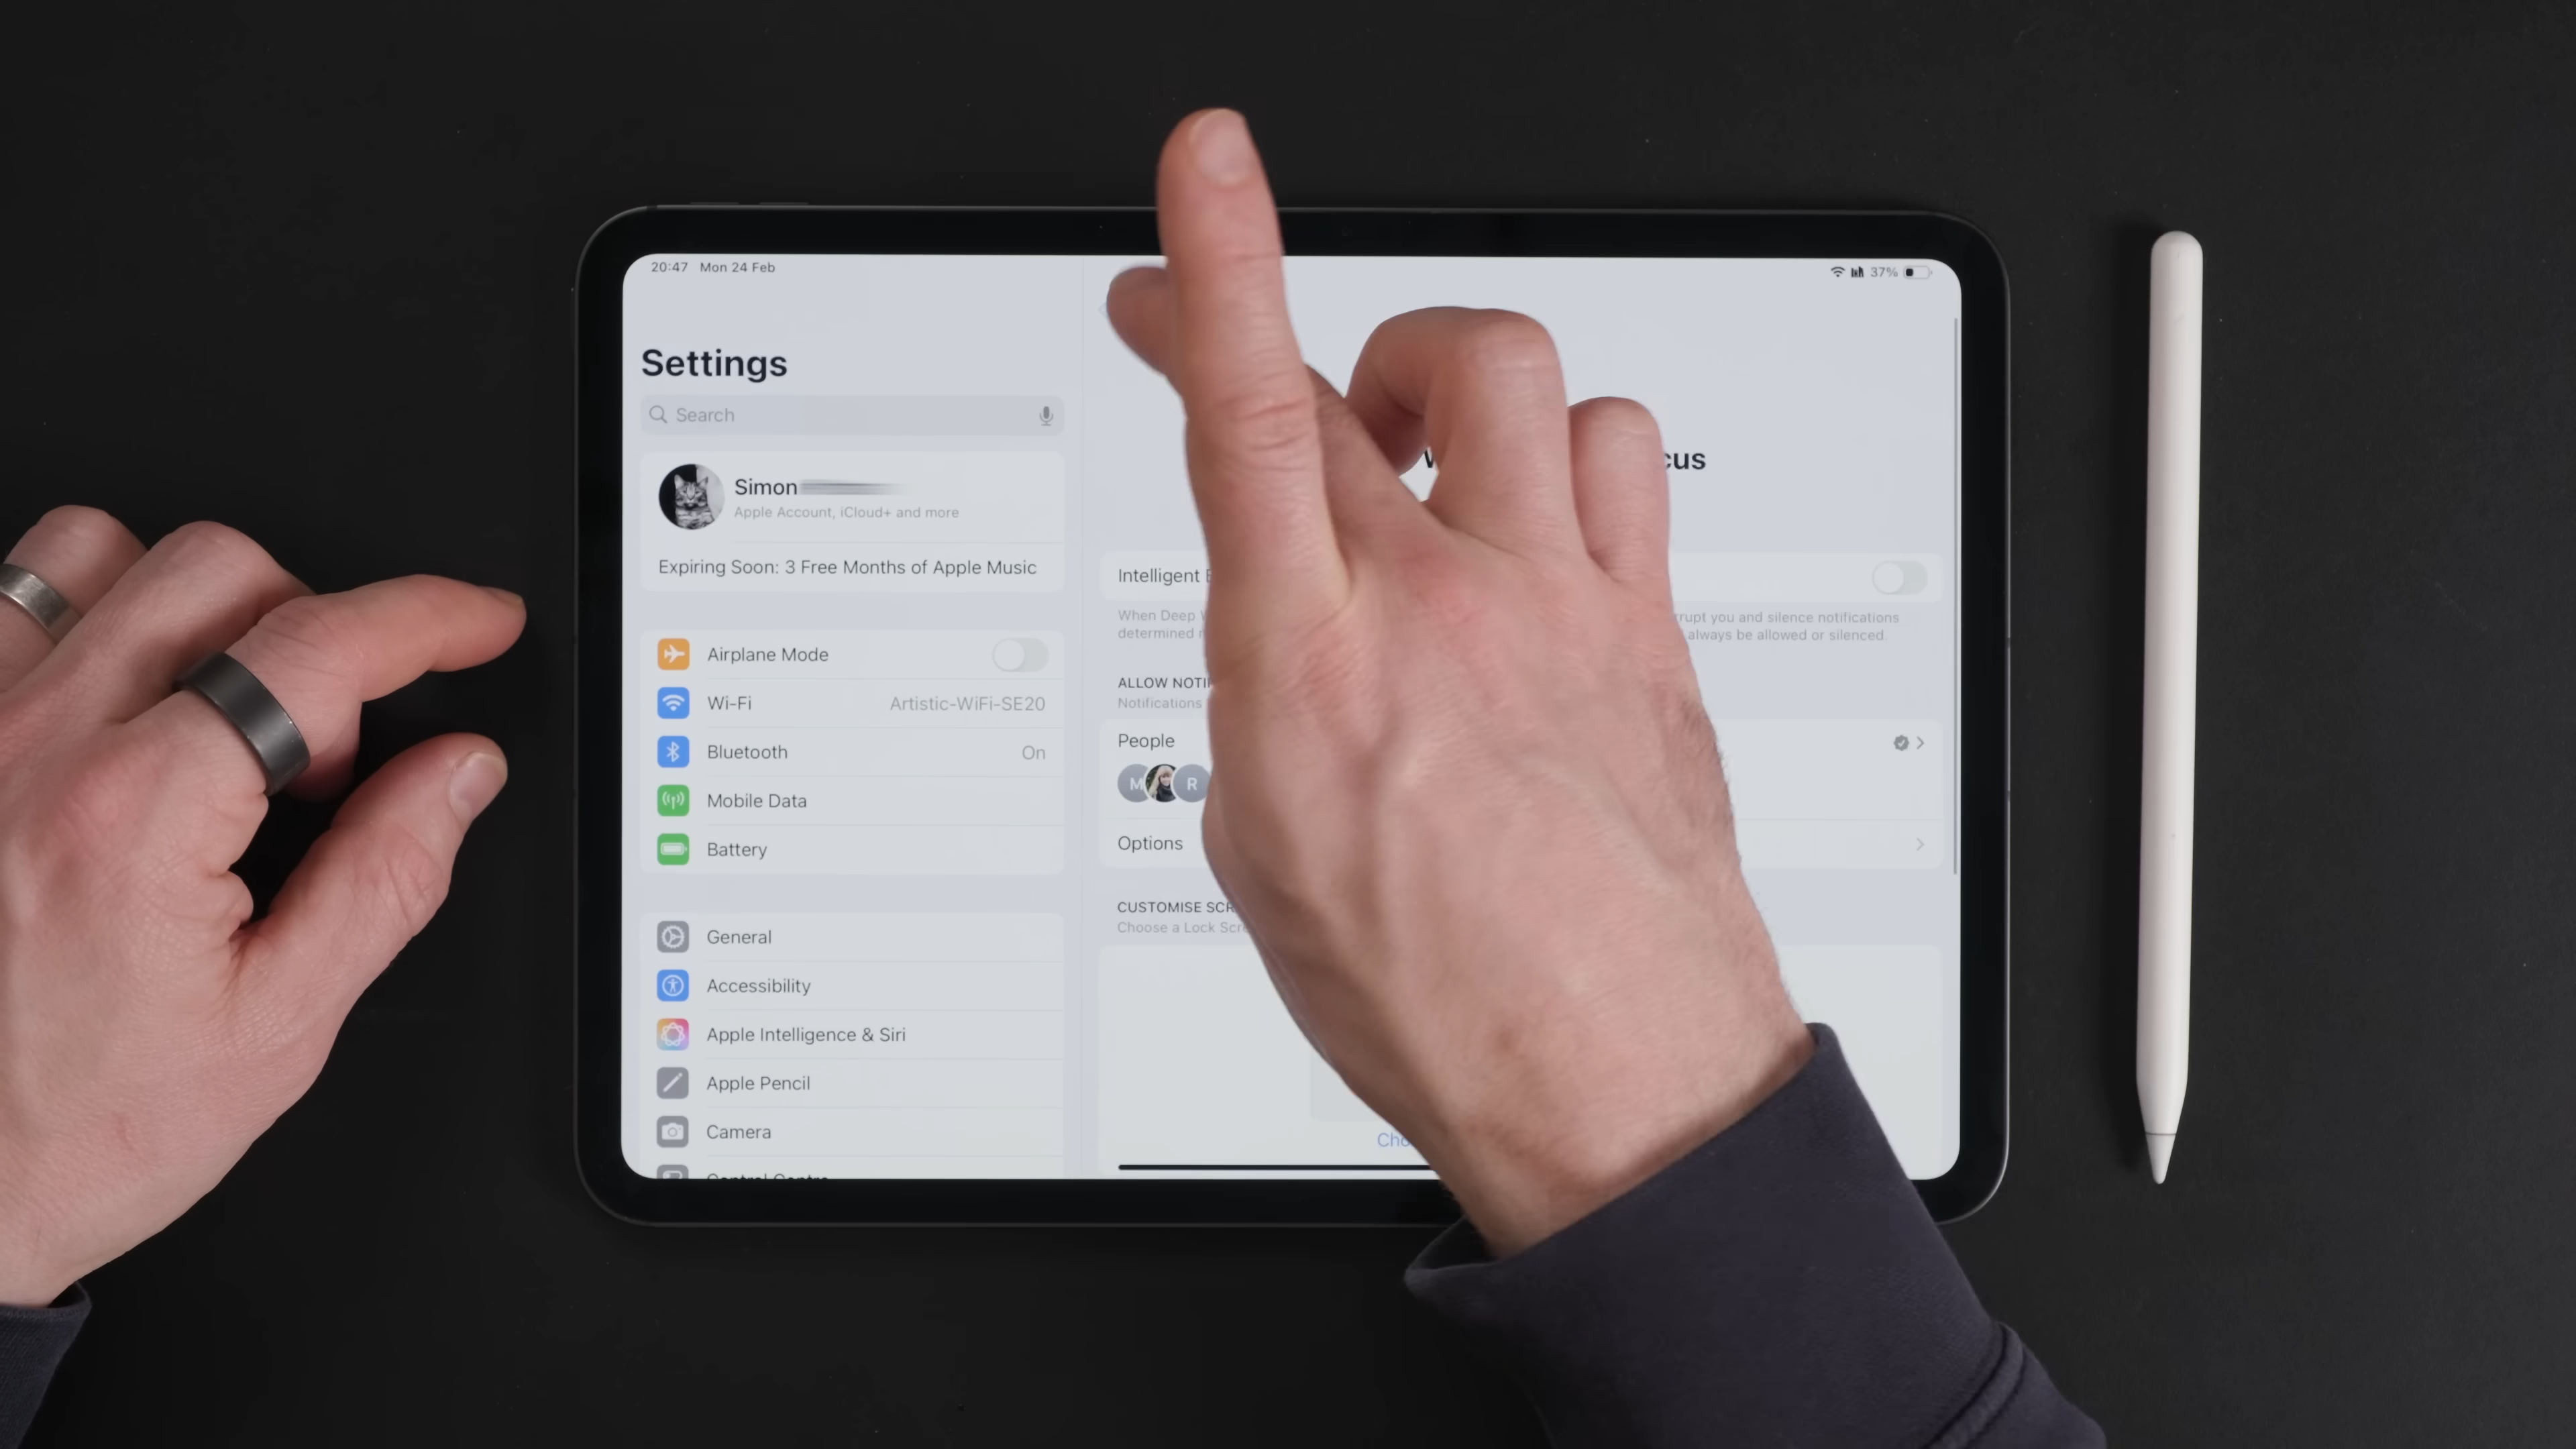 20:47 Mon 24 Feb
37%
Settings
Search
Simon
Apple Account, iCloud+ and more
Expiring Soon: 3 Free Months of Apple Music
Airplane Mode
Wi-Fi Artistic-WiFi-SE20
Bluetooth On
Mobile Data
Battery
General
Accessibility
Apple Intelligence & Siri
Apple Pencil
Camera
cus
Intelligent
When Deep
rupt you and silence notifications
determined
always be allowed or silenced.
ALLOW
Notifications
People
M R
Options
CUSTOMISE
Choose a Lock